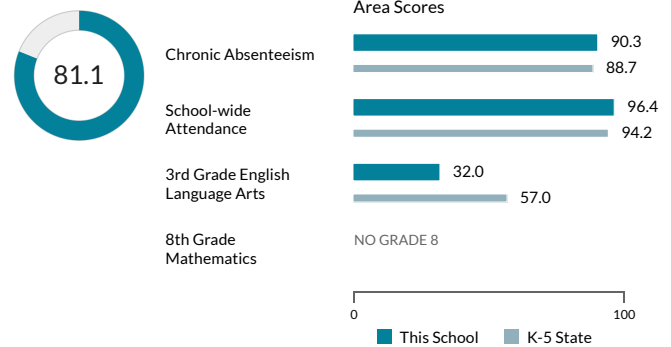 Area Scores
81.1
Chronic Absenteeism
90.3
88.7
School-wide
Attendance
96.4
94.2
3rd Grade English
Language Arts
32.0
57.0
8th Grade
Mathematics
NO GRADE 8
0
100
This School
K-5 State